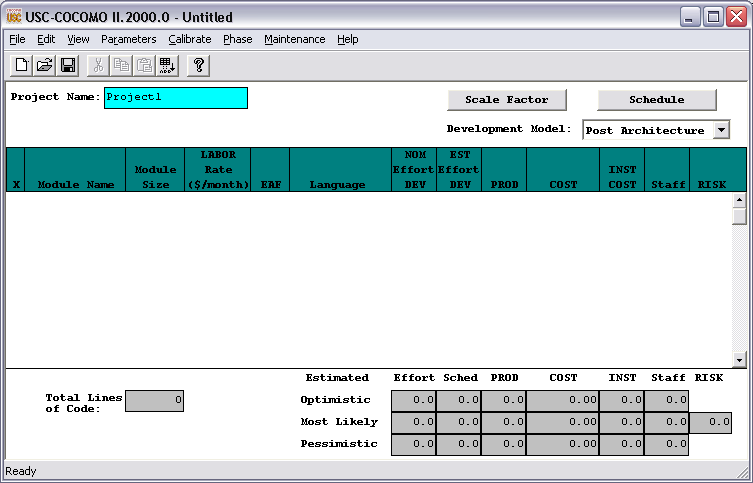 USC-COCOMO II.2000.0 - Untitled
File Edit View Parameters Calibrate Phase Maintenance Help
Project Name: Project1
Scale Factor Schedule
Development Model: Post Architecture
X Module Name Module Size LABOR Rate ($/month) EAF Language NOM Effort DEV EST Effort DEV PROD COST INST COST Staff RISK
Estimated Effort Sched PROD COST INST Staff RISK
Total Lines of Code: 0
Optimistic 0.0 0.0 0.0 0.00 0.0 0.0
Most Likely 0.0 0.0 0.0 0.00 0.0 0.0 0.0
Pessimistic 0.0 0.0 0.0 0.00 0.0 0.0
Ready